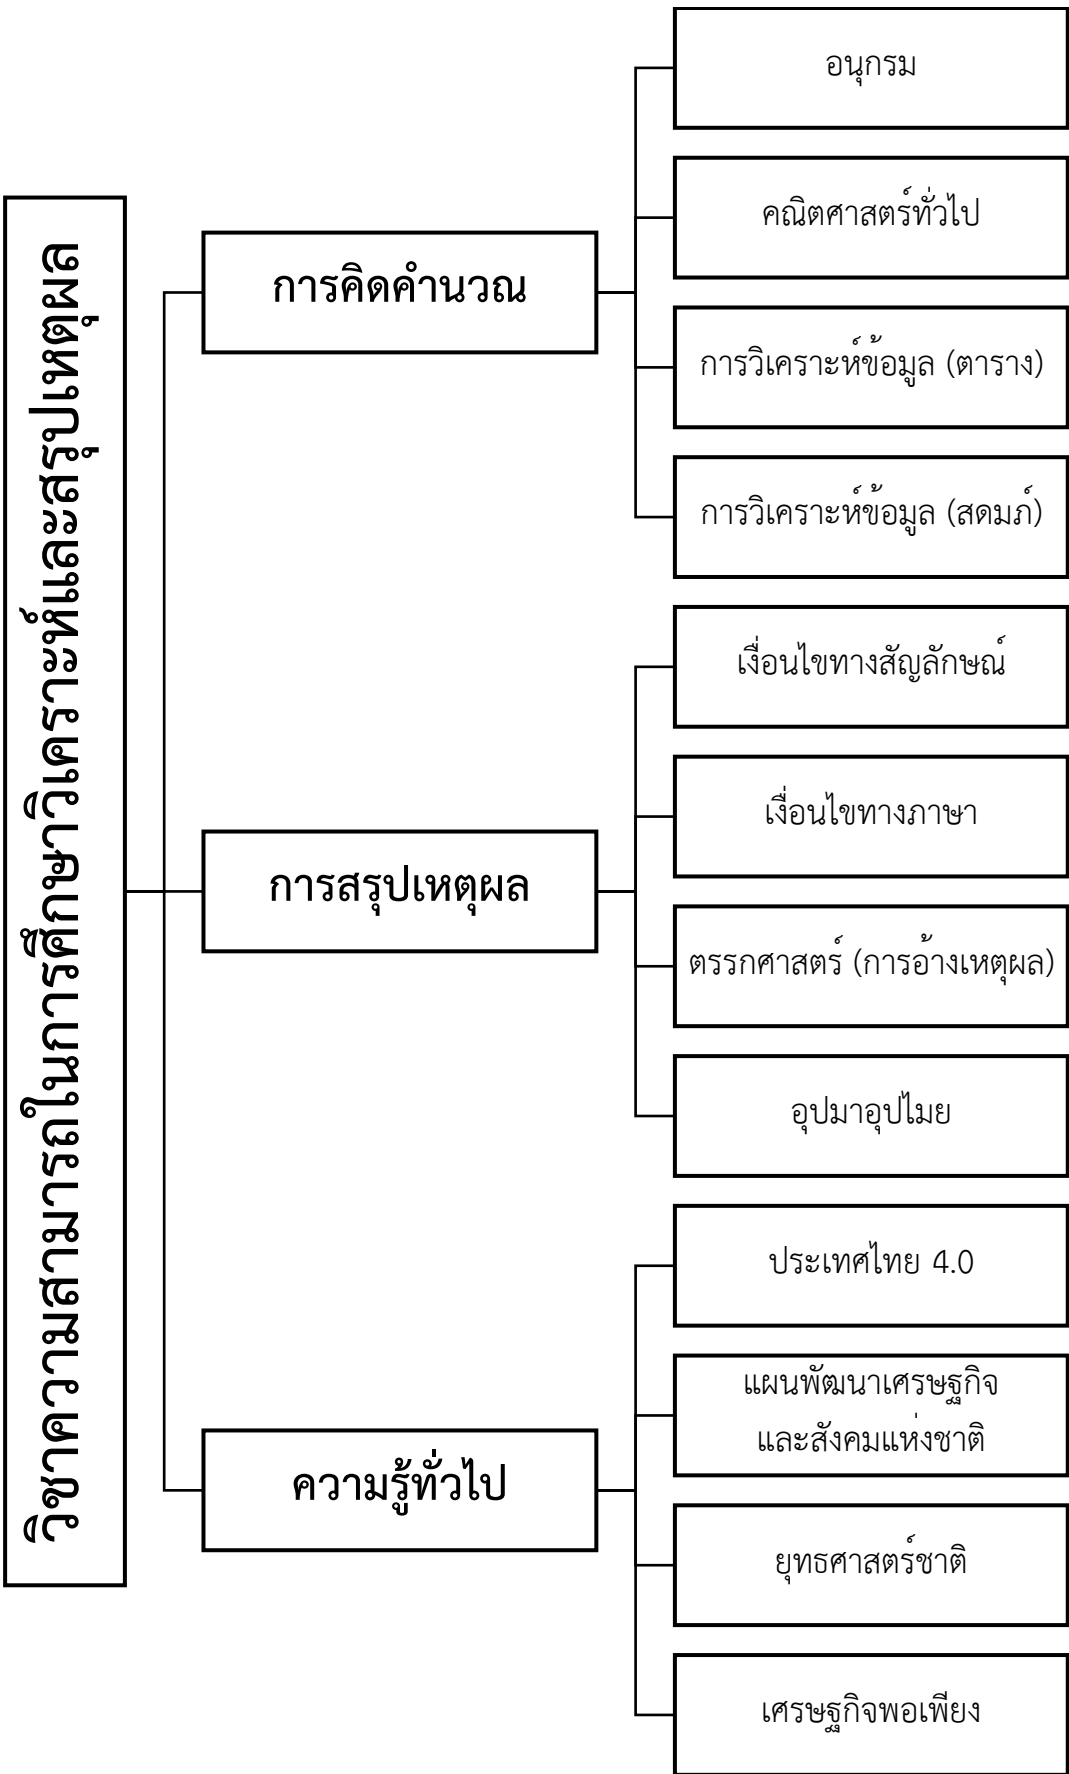 วิชาความสามารถในการศึกษาวิเคราะห์และสรุปเหตุผล
การคิดคำนวณ
อนุกรม
คณิตศาสตร์ทั่วไป
การวิเคราะห์ข้อมูล (ตาราง)
การวิเคราะห์ข้อมูล (สดมภ์)
การสรุปเหตุผล
เงื่อนไขทางสัญลักษณ์
เงื่อนไขทางภาษา
ตรรกศาสตร์ (การอ้างเหตุผล)
อุปมาอุปไมย
ความรู้ทั่วไป
ประเทศไทย 4.0
แผนพัฒนาเศรษฐกิจ
และสังคมแห่งชาติ
ยุทธศาสตร์ชาติ
เศรษฐกิจพอเพียง